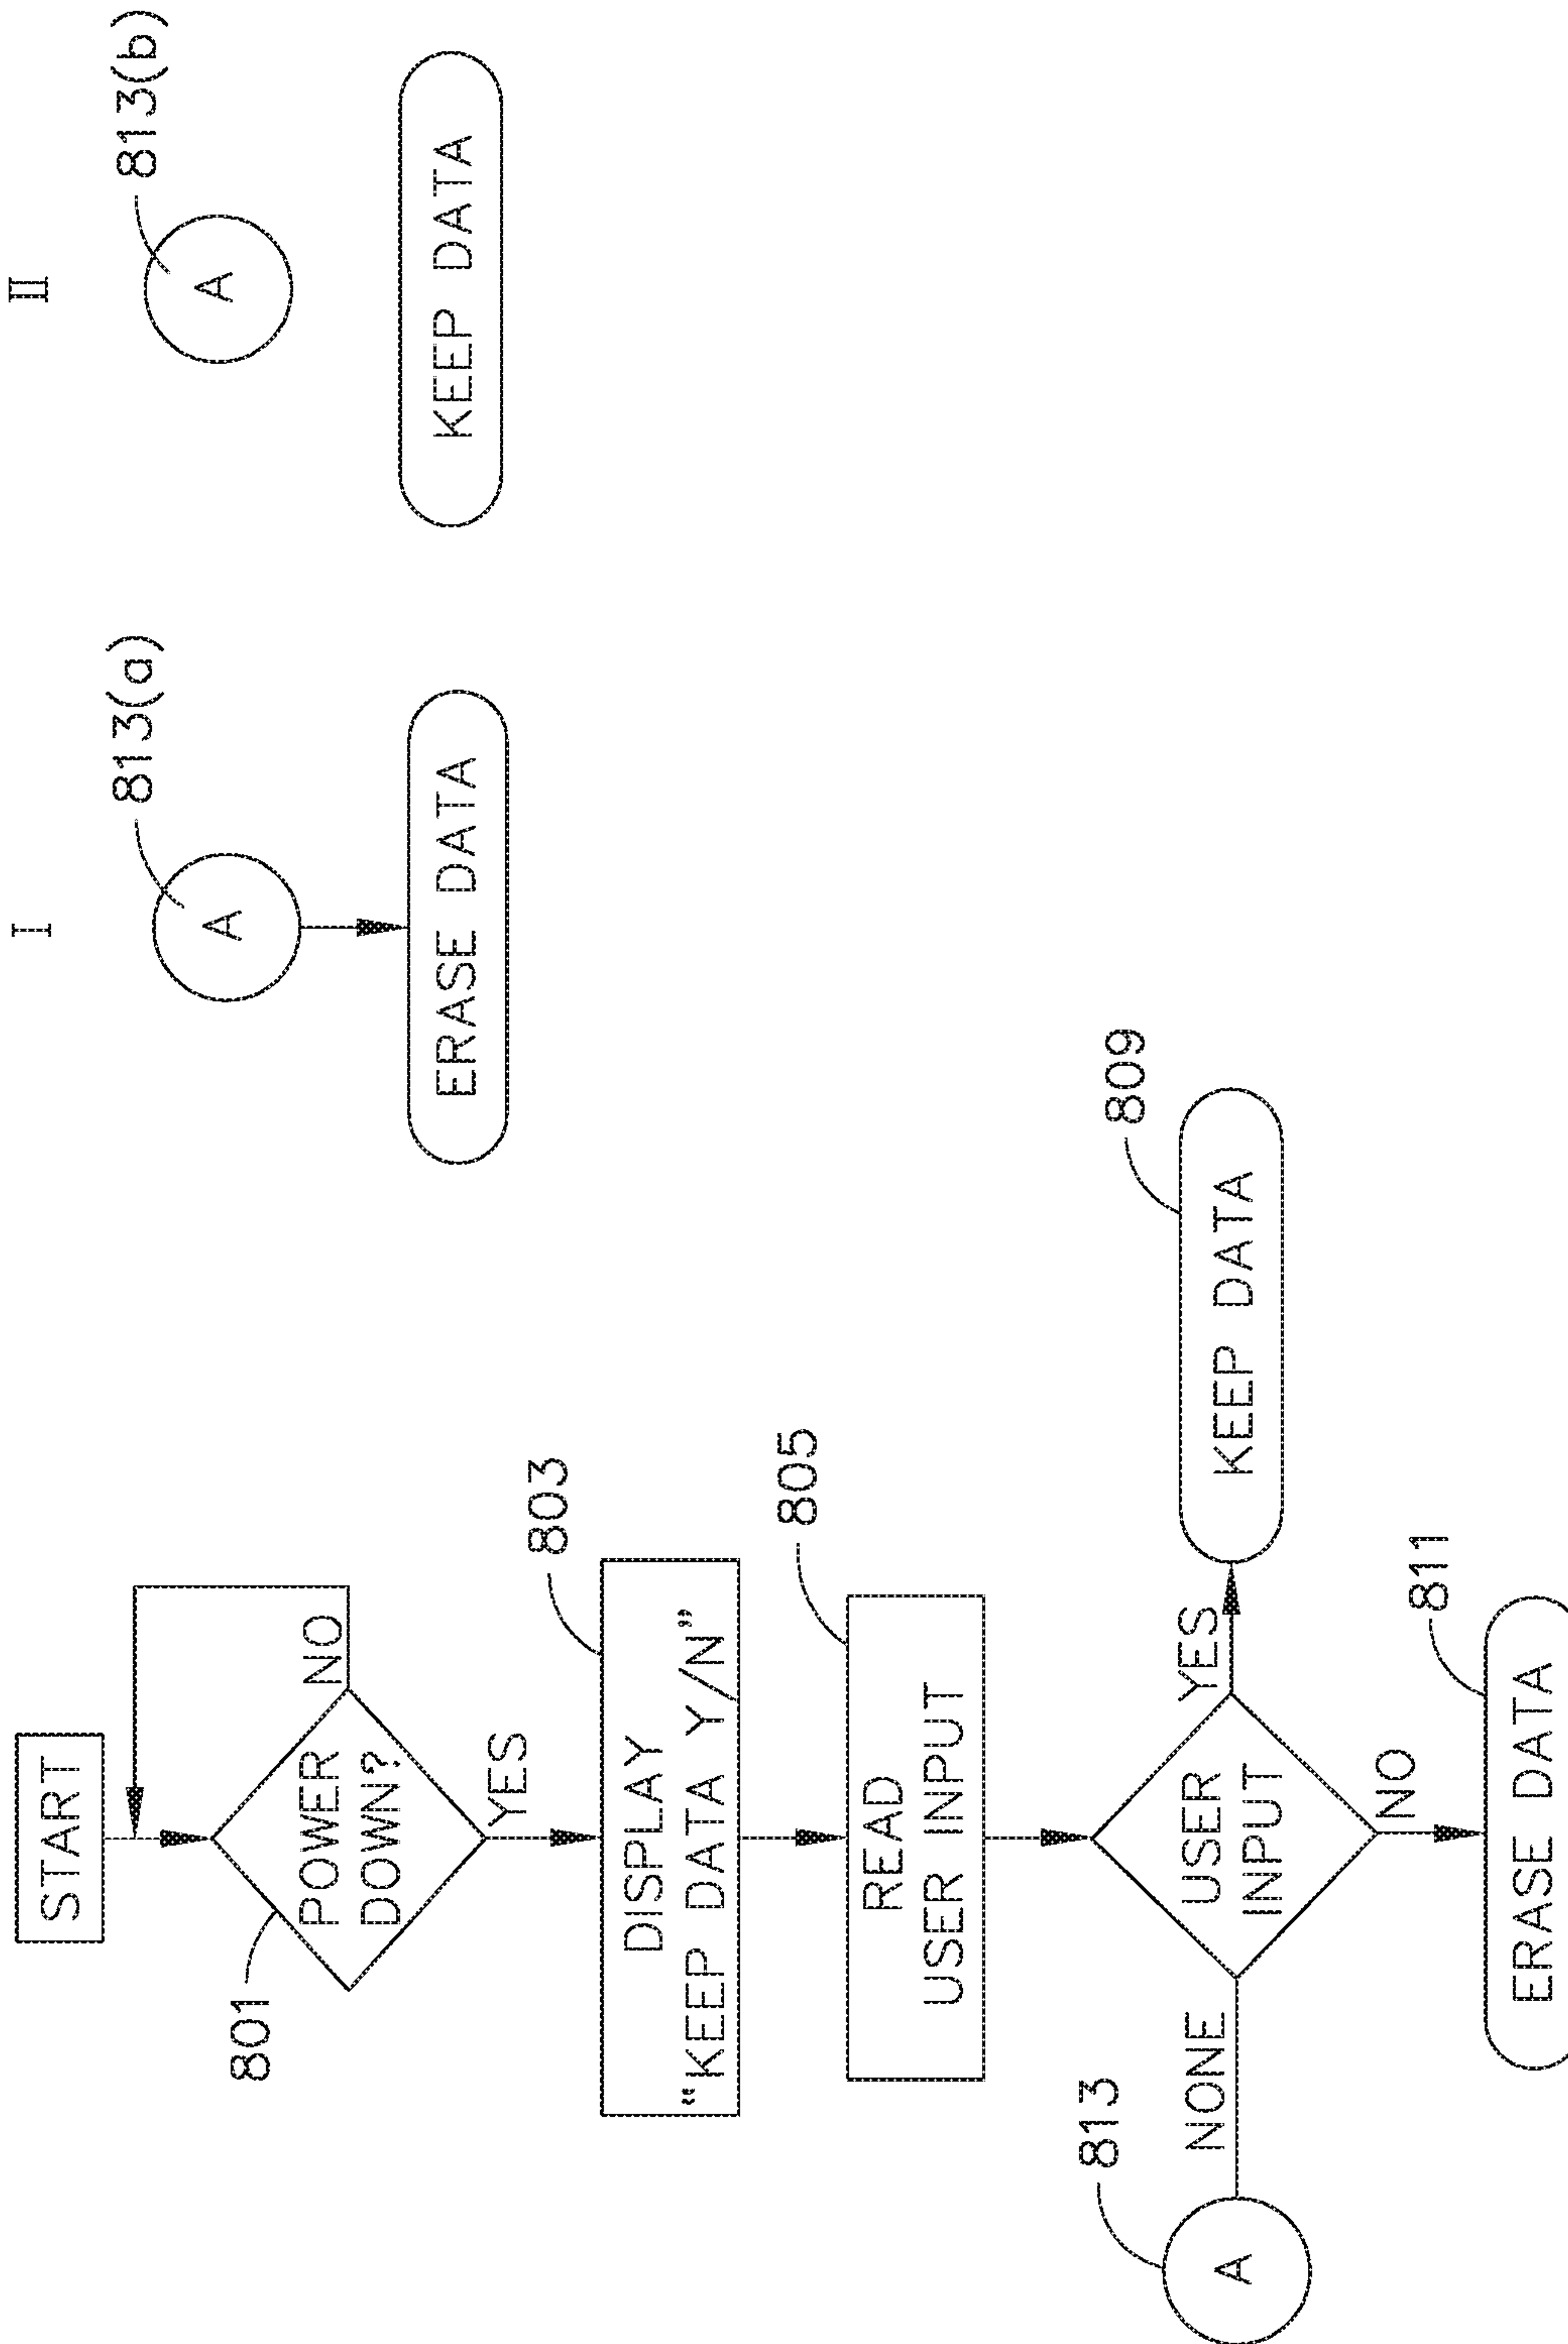 START
801
POWER
DOWN?
NO
YES
803
DISPLAY
“KEEP DATA Y/N”
805
READ
USER INPUT
813
A
NONE
USER
INPUT
YES
809
KEEP DATA
NO
811
ERASE DATA
I
813(a)
A
ERASE DATA
II
813(b)
A
KEEP DATA